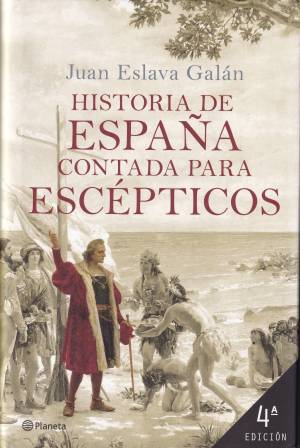 Juan Eslava Galán
HISTORIA DE
ESPAÑA
CONTADA PARA
ESCÉPTICOS
Planeta
4ª
EDICIÓN